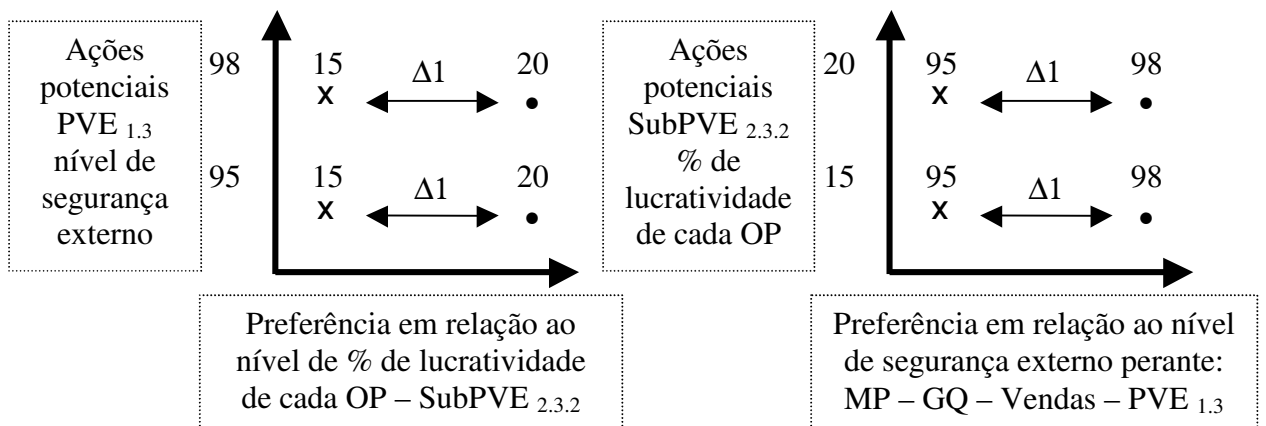 Ações
potenciais
PVE 1.3
nível de
segurança
externo
98
15
Δ1
20
x
•
95
15
Δ1
20
x
•
Preferência em relação ao
nível de % de lucratividade
de cada OP – SubPVE 2.3.2
Ações
potenciais
SubPVE 2.3.2
% de
lucratividade
de cada OP
20
95
Δ1
98
x
•
15
95
Δ1
98
x
•
Preferência em relação ao nível
de segurança externo perante:
MP – GQ – Vendas – PVE 1.3